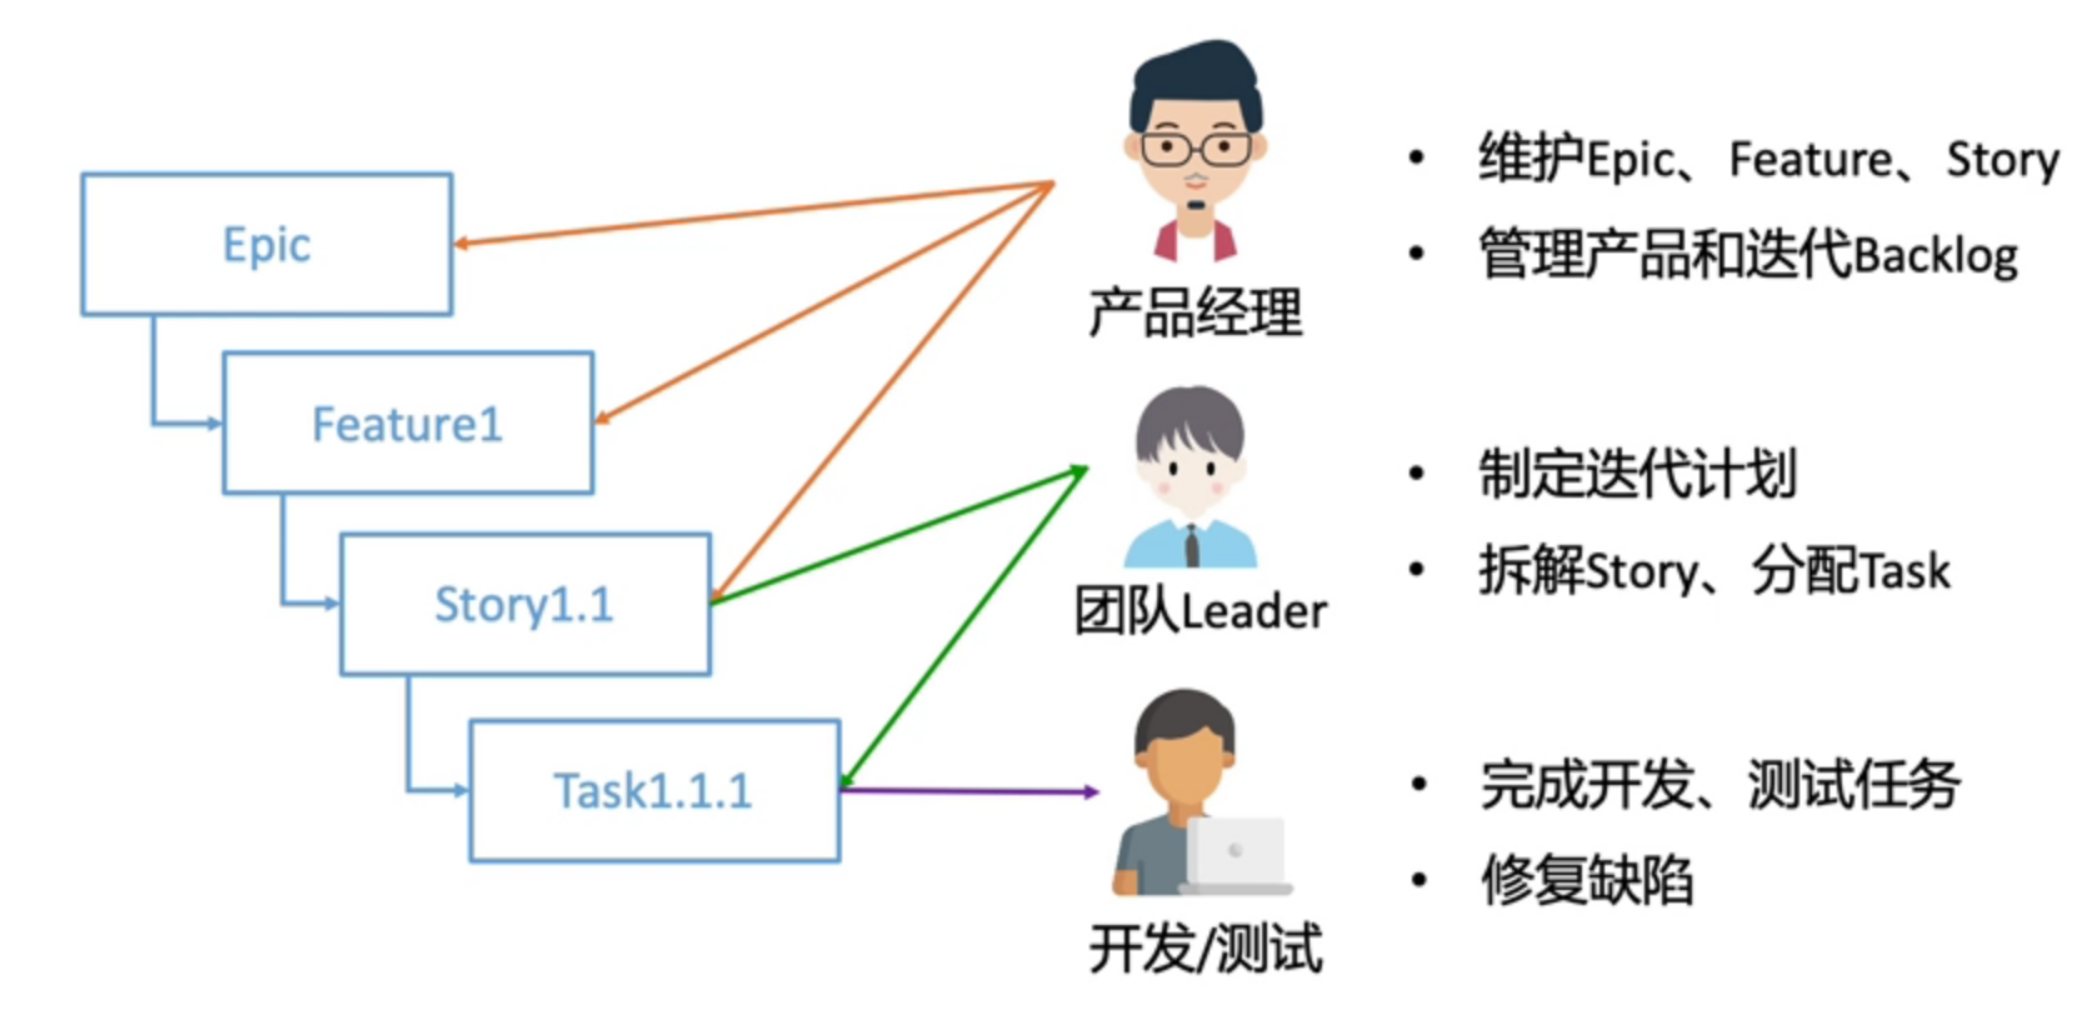 Epic
Feature1
Story1.1
Task1.1.1
产品经理
• 维护Epic、Feature、Story
• 管理产品和迭代Backlog
团队Leader
• 制定迭代计划
• 拆解Story、分配Task
开发/测试
• 完成开发、测试任务
• 修复缺陷